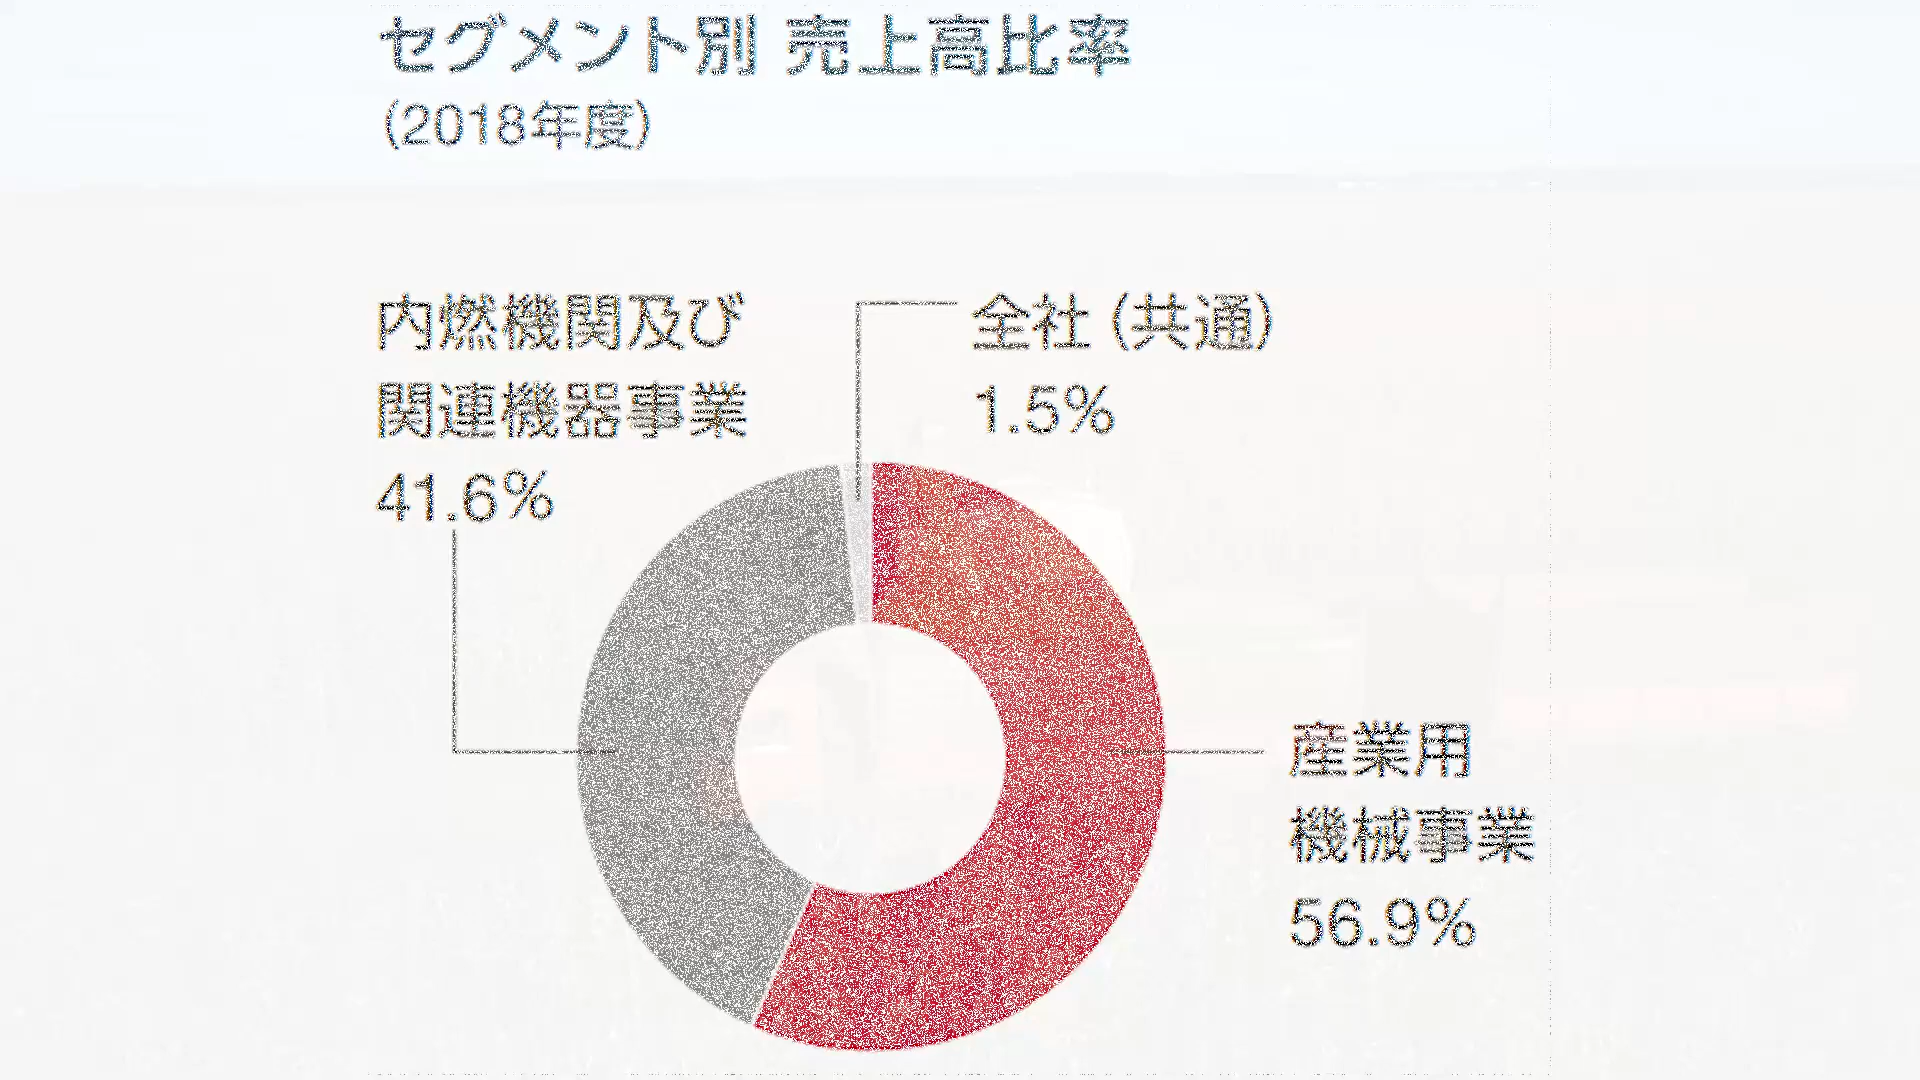 セグメント別 売上高比率
(2018年度)
内燃機関及び
関連機器事業
41.6%
全社 (共通)
1.5%
産業用
機械事業
56.9%